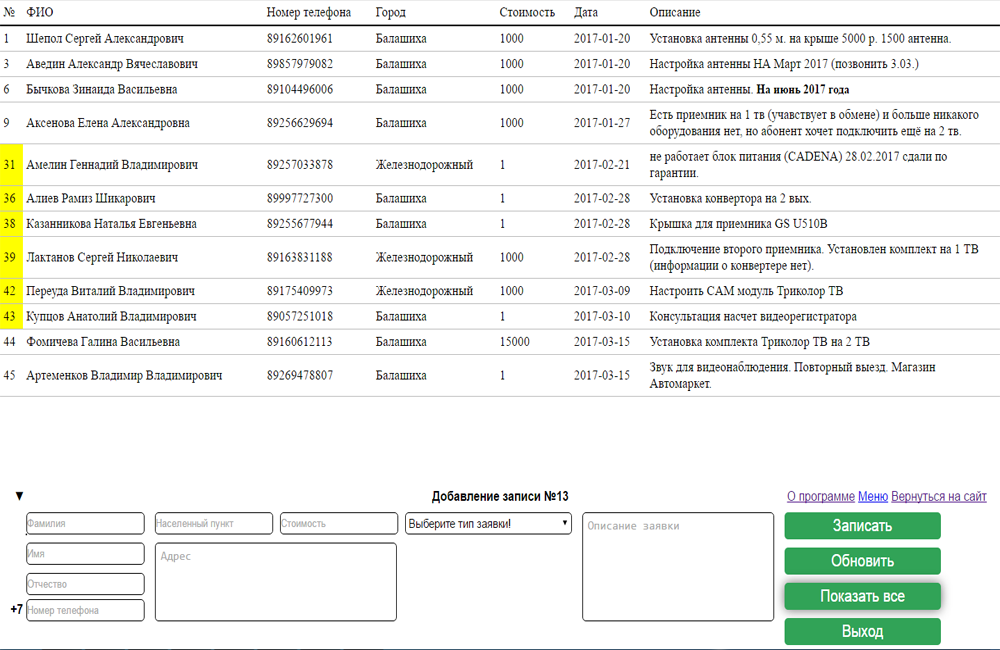 № ФИО Номер телефона Город Стоимость Дата Описание
1 Шепол Сергей Александрович 89162601961 Балашиха 1000 2017-01-20 Установка антенны 0,55 м. на крыше 5000 р. 1500 антенна.
3 Аведин Александр Вячеславович 89857979082 Балашиха 1000 2017-01-20 Настройка антенны НА Март 2017 (позвонить 3.03.)
6 Бычкова Зинаида Васильевна 89104496006 Балашиха 1000 2017-01-20 Настройка антенны. На июнь 2017 года
9 Аксенова Елена Александровна 89256629694 Балашиха 1000 2017-01-27 Есть приемник на 1 тв (учавствует в обмене) и больше никакого
оборудования нет, но абонент хочет подключить ещё на 2 тв.
31 Амелин Геннадий Владимирович 89257033878 Железнодорожный 1 2017-02-21 не работает блок питания (CADENA) 28.02.2017 сдали по
гарантии.
36 Алиев Рамиз Шикарович 89997727300 Балашиха 1 2017-02-28 Установка конвертора на 2 вых.
38 Казанникова Наталья Евгеньевна 89255677944 Балашиха 1 2017-02-28 Крышка для приемника GS U510B
39 Лактанов Сергей Николаевич 89163831188 Железнодорожный 1000 2017-02-28 Подключение второго приемника. Установлен комплект на 1 ТВ
(информации о конвертере нет).
42 Переуда Виталий Владимирович 89175409973 Железнодорожный 1000 2017-03-09 Настроить САМ модуль Триколор ТВ
43 Купцов Анатолий Владимирович 89057251018 Балашиха 1 2017-03-10 Консультация насчет видеорегистратора
44 Фомичева Галина Васильевна 89160612113 Балашиха 15000 2017-03-15 Установка комплекта Триколор ТВ на 2 ТВ
45 Артеменков Владимир Владимирович 89269478807 Балашиха 1 2017-03-15 Звук для видеонаблюдения. Повторный выезд. Магазин
Автомаркет.
▼ Добавление записи №13 О программе Меню Вернуться на сайт
Фамилия Населенный пункт Стоимость Выберите тип заявки! Описание заявки Записать
Имя Адрес Обновить
Отчество Показать все
+7 Номер телефона Выход